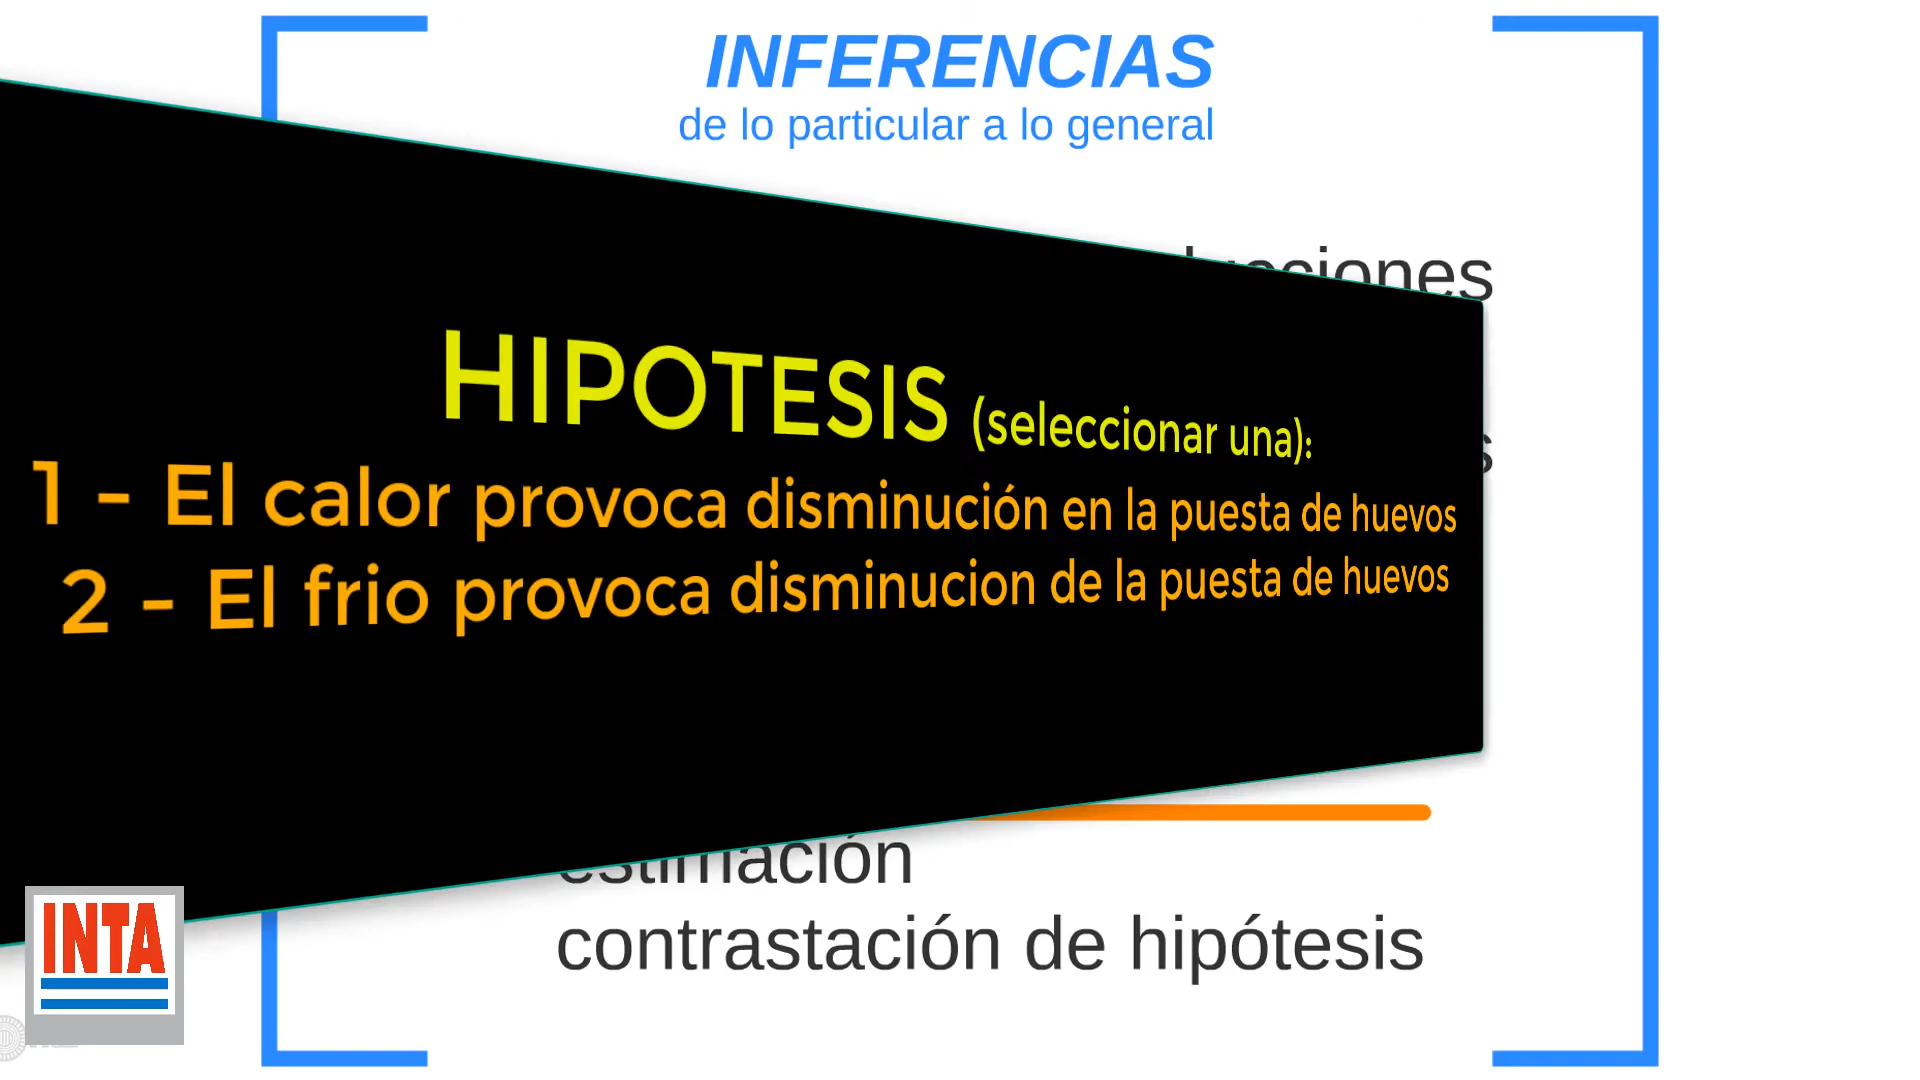 INFERENCIAS
de lo particular a lo general
HIPOTESIS (seleccionar una):
1 - El calor provoca disminución en la puesta de huevos
2 - El frio provoca disminucion de la puesta de huevos
estimación
contrastación de hipótesis
INTA